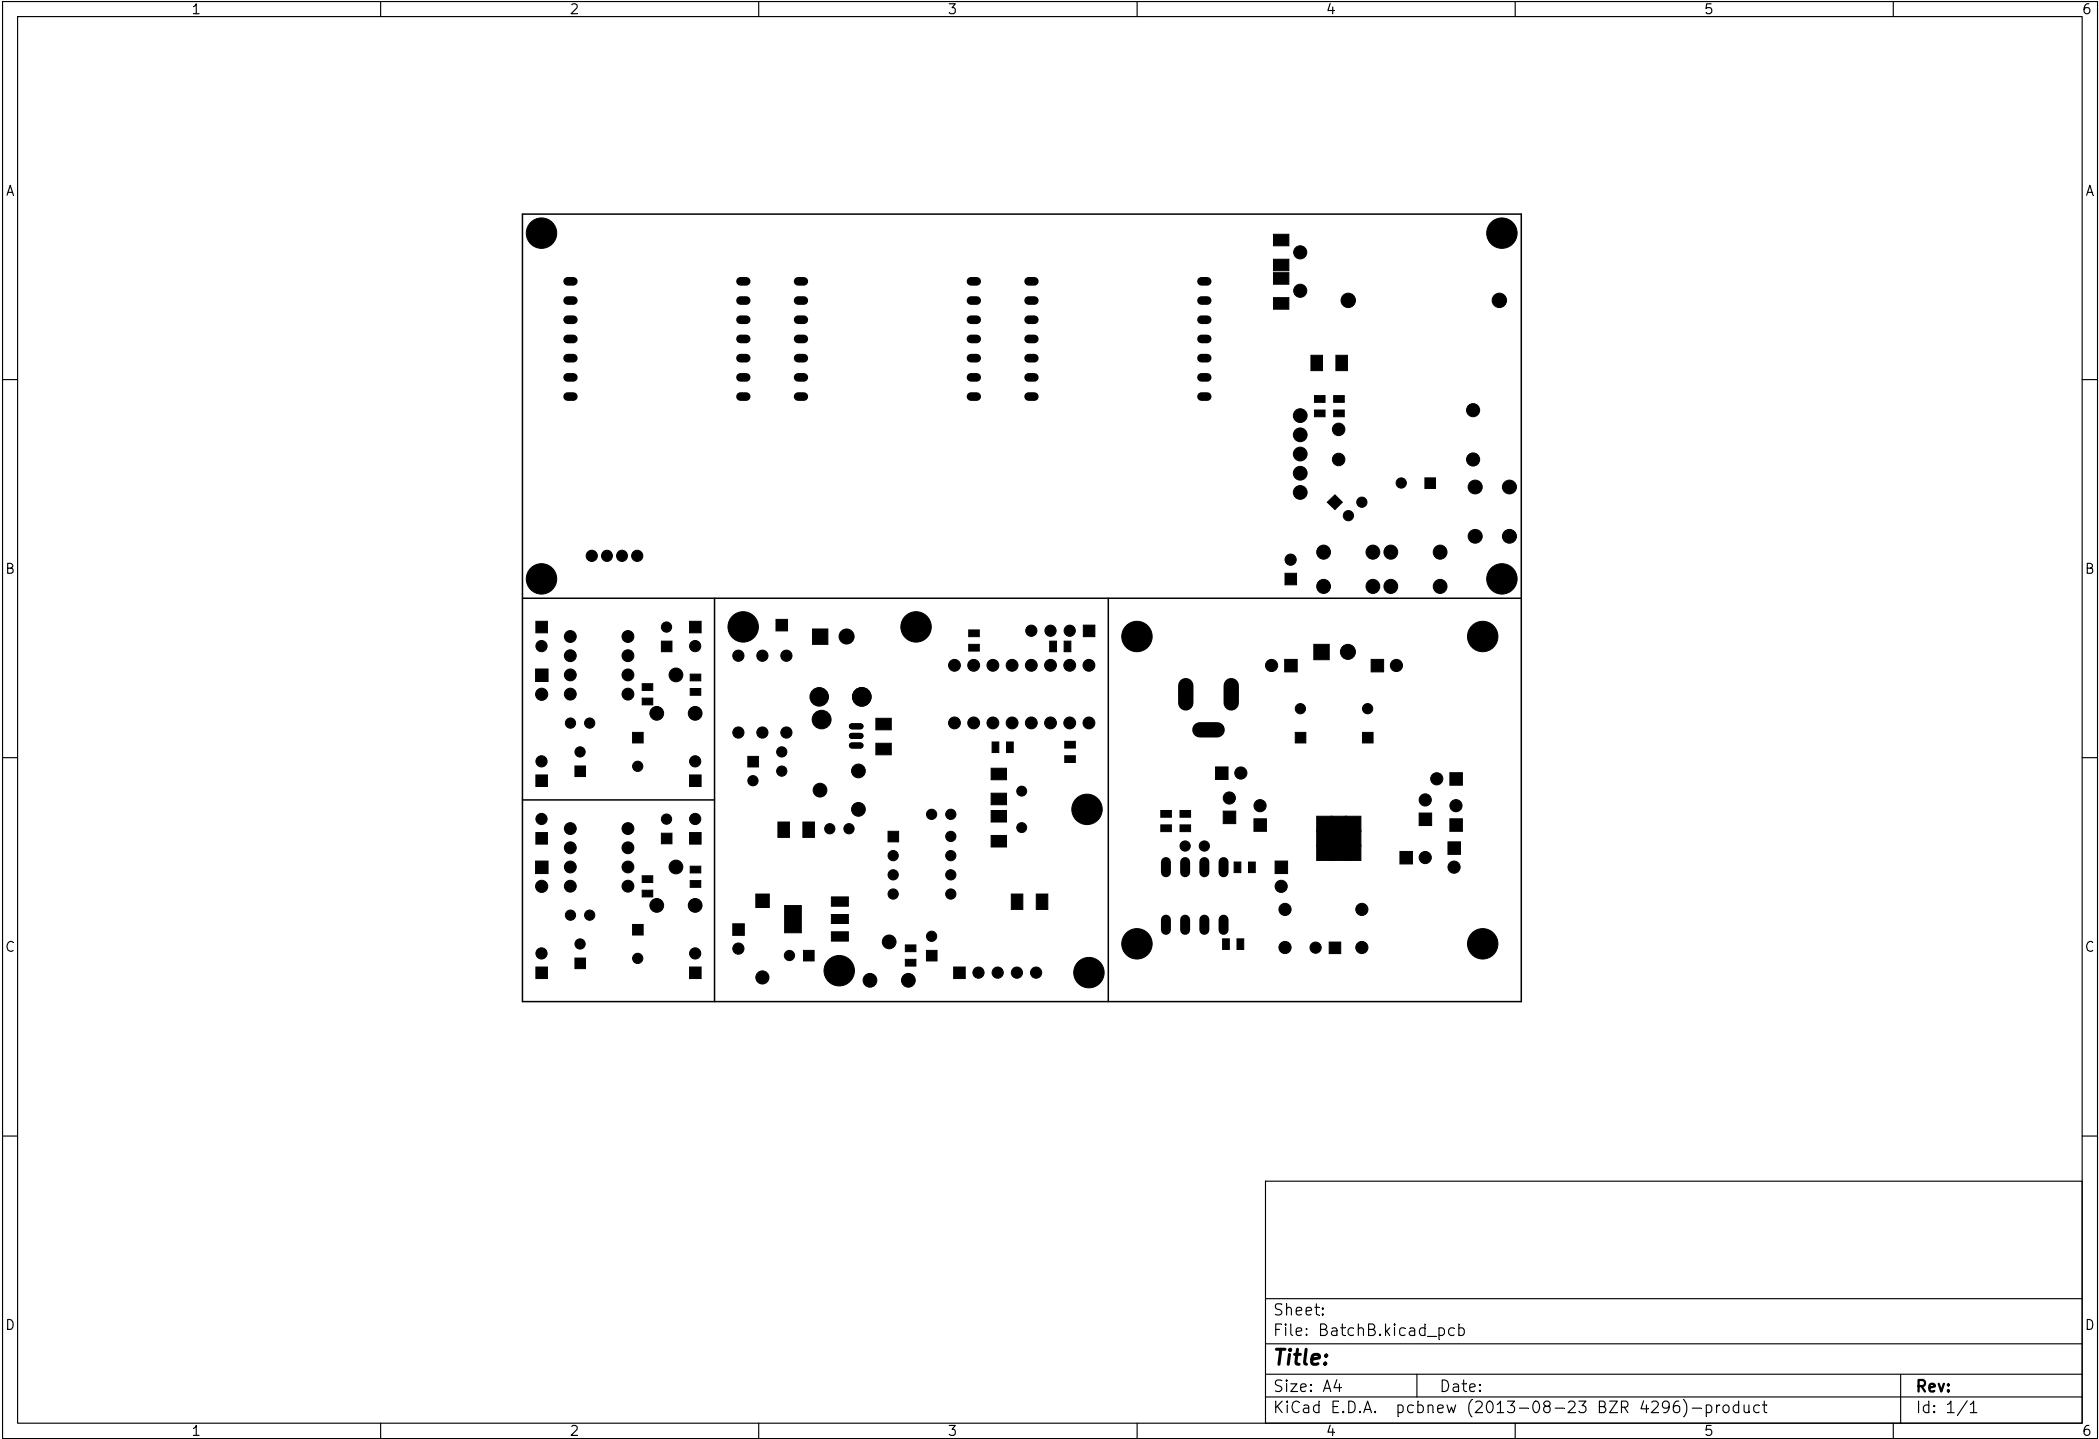 1 2 3 4 5 6
A A
B B
C C
D D
Sheet:
File: BatchB.kicad_pcb
Title:
Size: A4 Date: Rev:
KiCad E.D.A. pcbnew (2013-08-23 BZR 4296)-product Id: 1/1
1 2 3 4 5 6